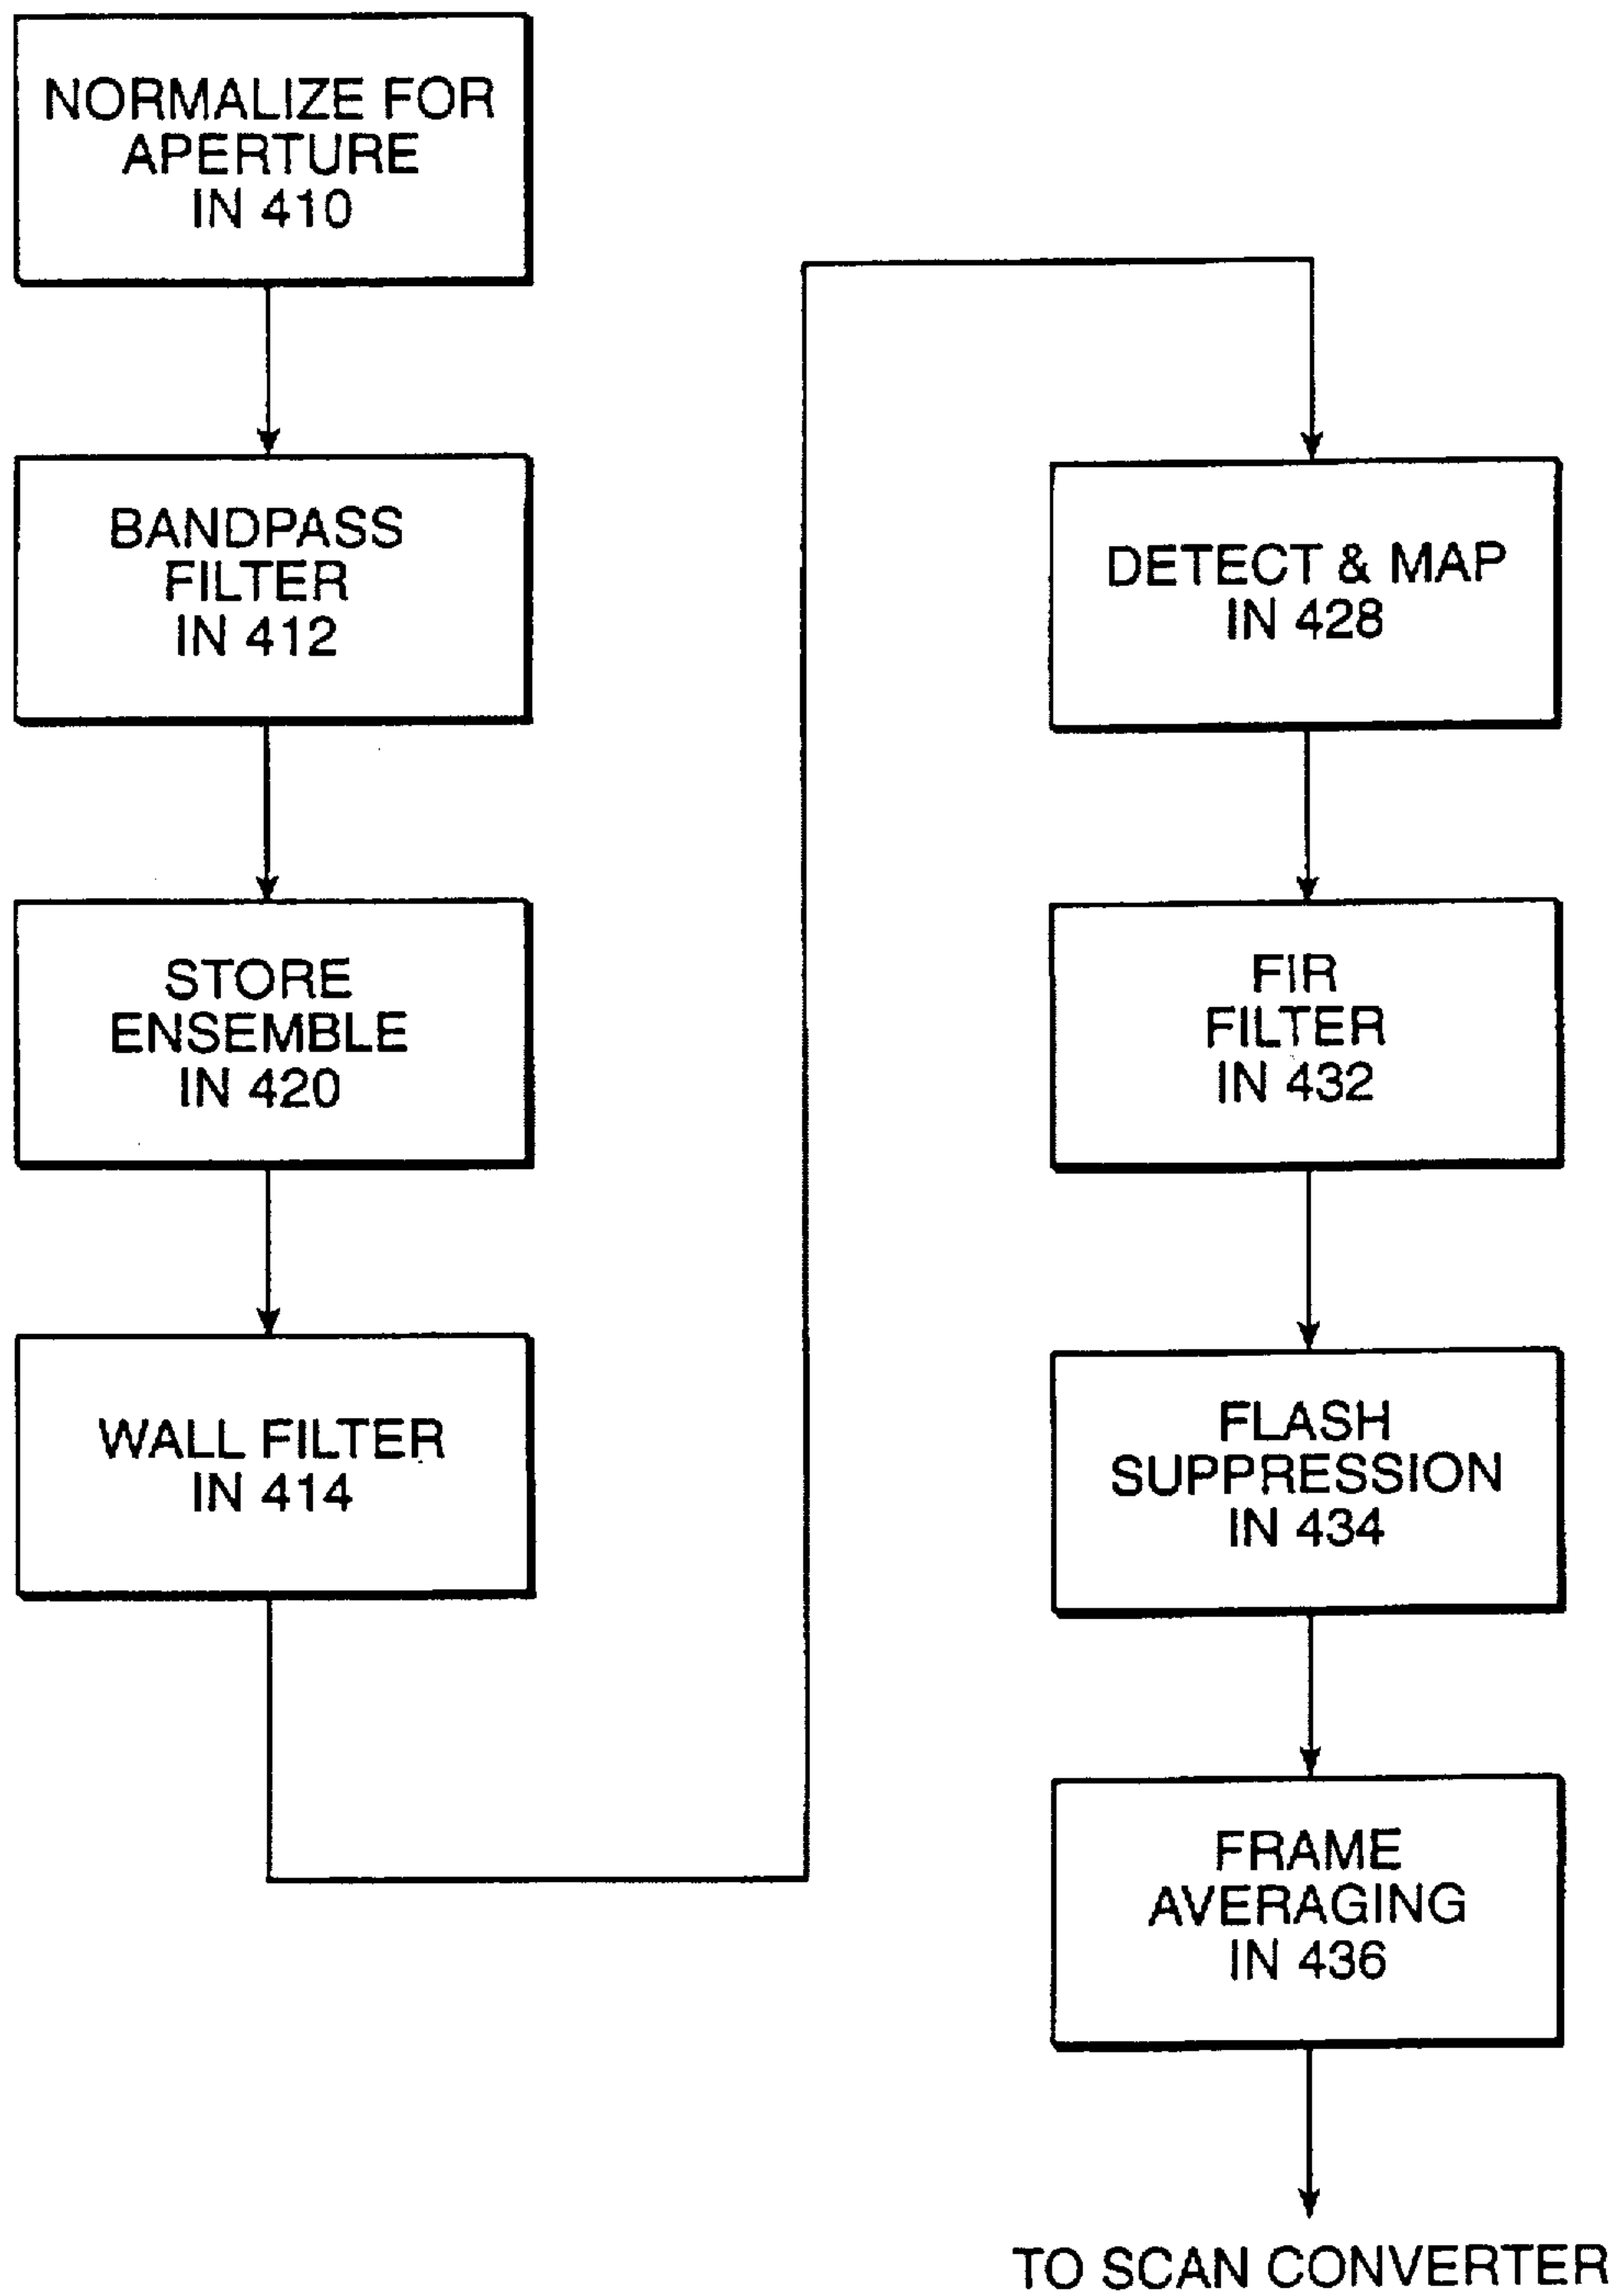 NORMALIZE FOR
APERTURE
IN 410
BANDPASS
FILTER
IN 412
STORE
ENSEMBLE
IN 420
WALL FILTER
IN 414
DETECT & MAP
IN 428
FIR
FILTER
IN 432
FLASH
SUPPRESSION
IN 434
FRAME
AVERAGING
IN 436
TO SCAN CONVERTER